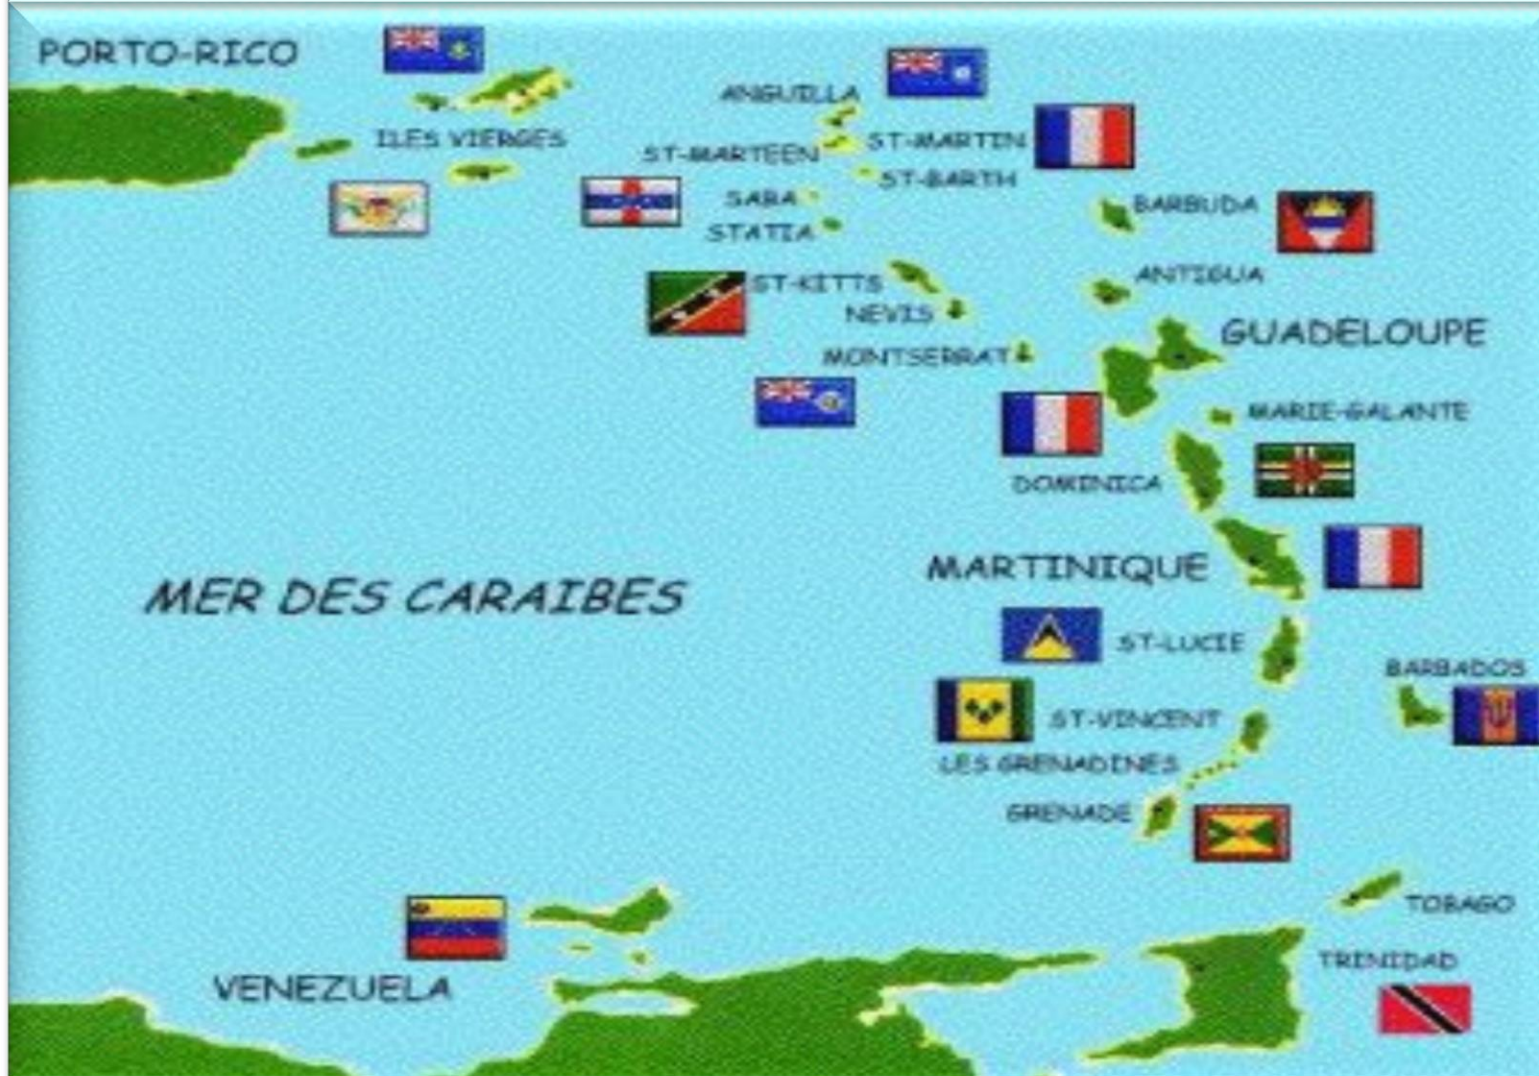 PORTO-RICO
ANGUILLA
ILES VIERGES
ST-MARTIN
ST-MARTEEN
ST-BARTH
SABA
BARBUDA
STATIA
ANTIGUA
ST-KITTS
NEVIS
GUADELOUPE
MONTSERRAT
MARIE-GALANTE
DOMINICA
MARTINIQUE
MER DES CARAIBES
ST-LUCIE
BARBADOS
ST-VINCENT
LES GRENADINES
GRENADE
TOBAGO
TRINIDAD
VENEZUELA